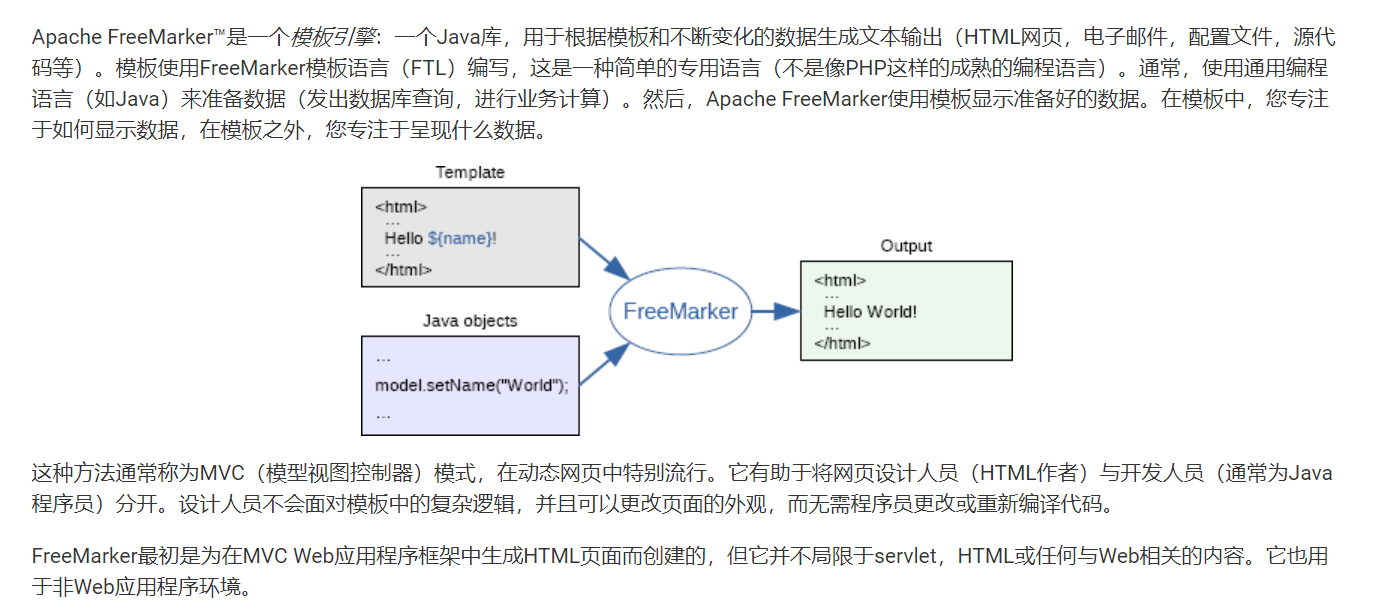 Apache FreeMarker™是一个模板引擎：一个Java库，用于根据模板和不断变化的数据生成文本输出（HTML网页，电子邮件，配置文件，源代
码等）。模板使用FreeMarker模板语言（FTL）编写，这是一种简单的专用语言（不是像PHP这样的成熟的编程语言）。通常，使用通用编程
语言（如Java）来准备数据（发出数据库查询，进行业务计算）。然后，Apache FreeMarker使用模板显示准备好的数据。在模板中，您专注
于如何显示数据，在模板之外，您专注于呈现什么数据。
Template
<html>
...
Hello ${name}!
...
</html>
Java objects
...
model.setName("World");
...
FreeMarker
Output
<html>
...
Hello World!
...
</html>
这种方法通常称为MVC（模型视图控制器）模式，在动态网页中特别流行。它有助于将网页设计人员（HTML作者）与开发人员（通常为Java
程序员）分开。设计人员不会面对模板中的复杂逻辑，并且可以更改页面的外观，而无需程序员更改或重新编译代码。
FreeMarker最初是为在MVC Web应用程序框架中生成HTML页面而创建的，但它并不局限于servlet，HTML或任何与Web相关的内容。它也用
于非Web应用程序环境。